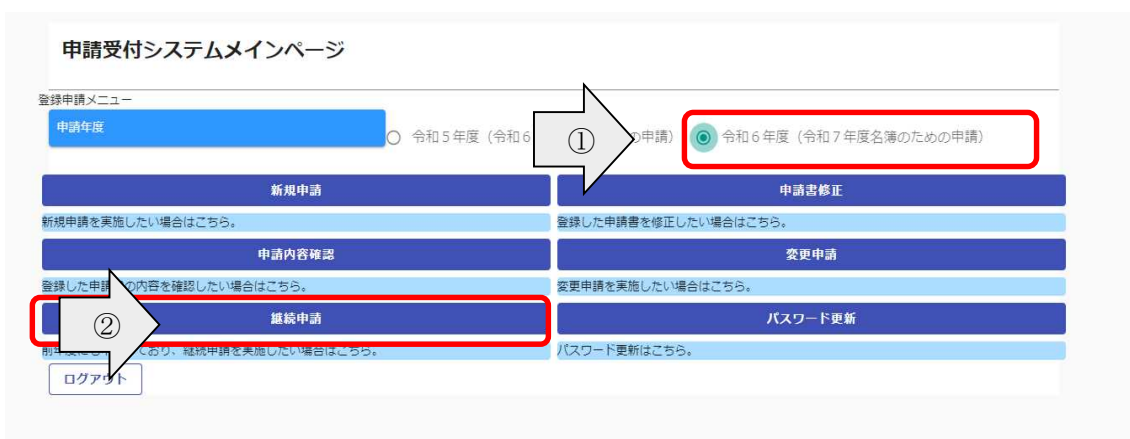 申請受付システムメインページ
登録申請メニュー
申請年度
令和5年度（令和6 の申請）
①
令和6年度（令和7年度名簿のための申請）
新規申請
申請書修正
新規申請を実施したい場合はこちら。
登録した申請書を修正したい場合はこちら。
申請内容確認
変更申請
登録した申請 の内容を確認したい場合はこちら。
変更申請を実施したい場合はこちら。
②
継続申請
パスワード更新
ており、継続申請を実施したい場合はこちら。
パスワード更新はこちら。
ログアウト